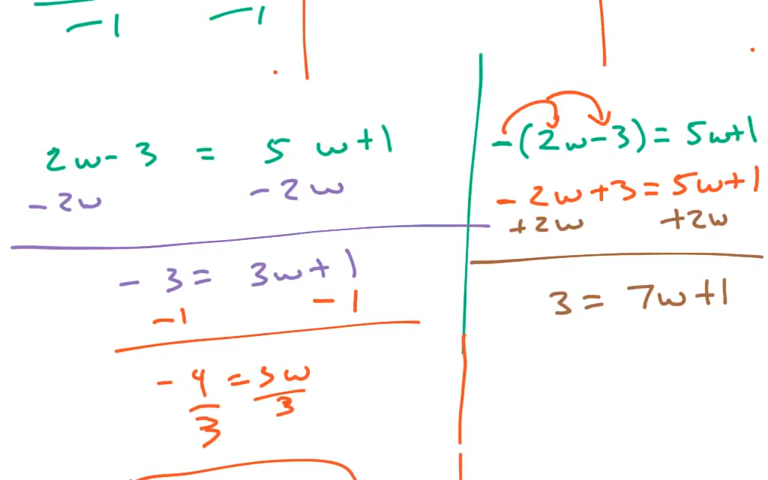 -1 -1
2w - 3 = 5 w + 1
-2w -2w
-3 = 3w + 1
-1 -1
-4/3 = 3w/3
-(2w - 3) = 5w + 1
-2w + 3 = 5w + 1
+2w +2w
3 = 7w + 1